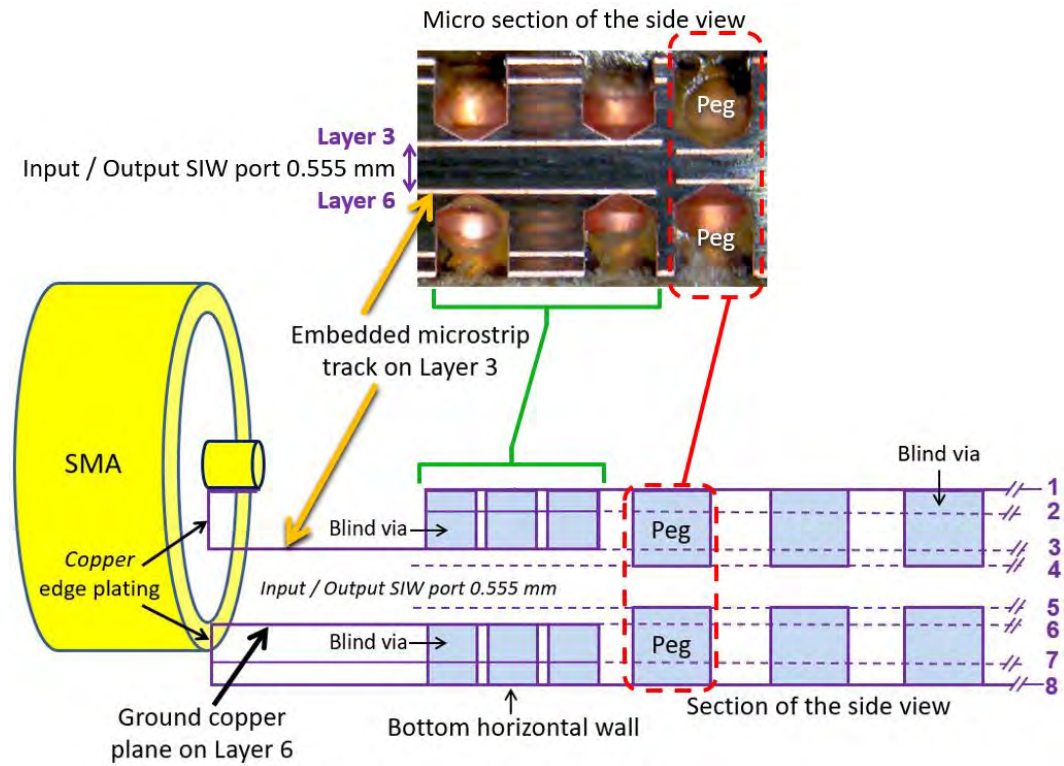 Micro section of the side view
Peg
Layer 3
Input / Output SIW port 0.555 mm
Layer 6
Peg
Embedded microstrip
track on Layer 3
SMA
Blind via
1
2
Blind via
Peg
3
Copper
edge plating
4
Input / Output SIW port 0.555 mm
5
6
Blind via
Peg
7
8
Ground copper
plane on Layer 6
Bottom horizontal wall
Section of the side view